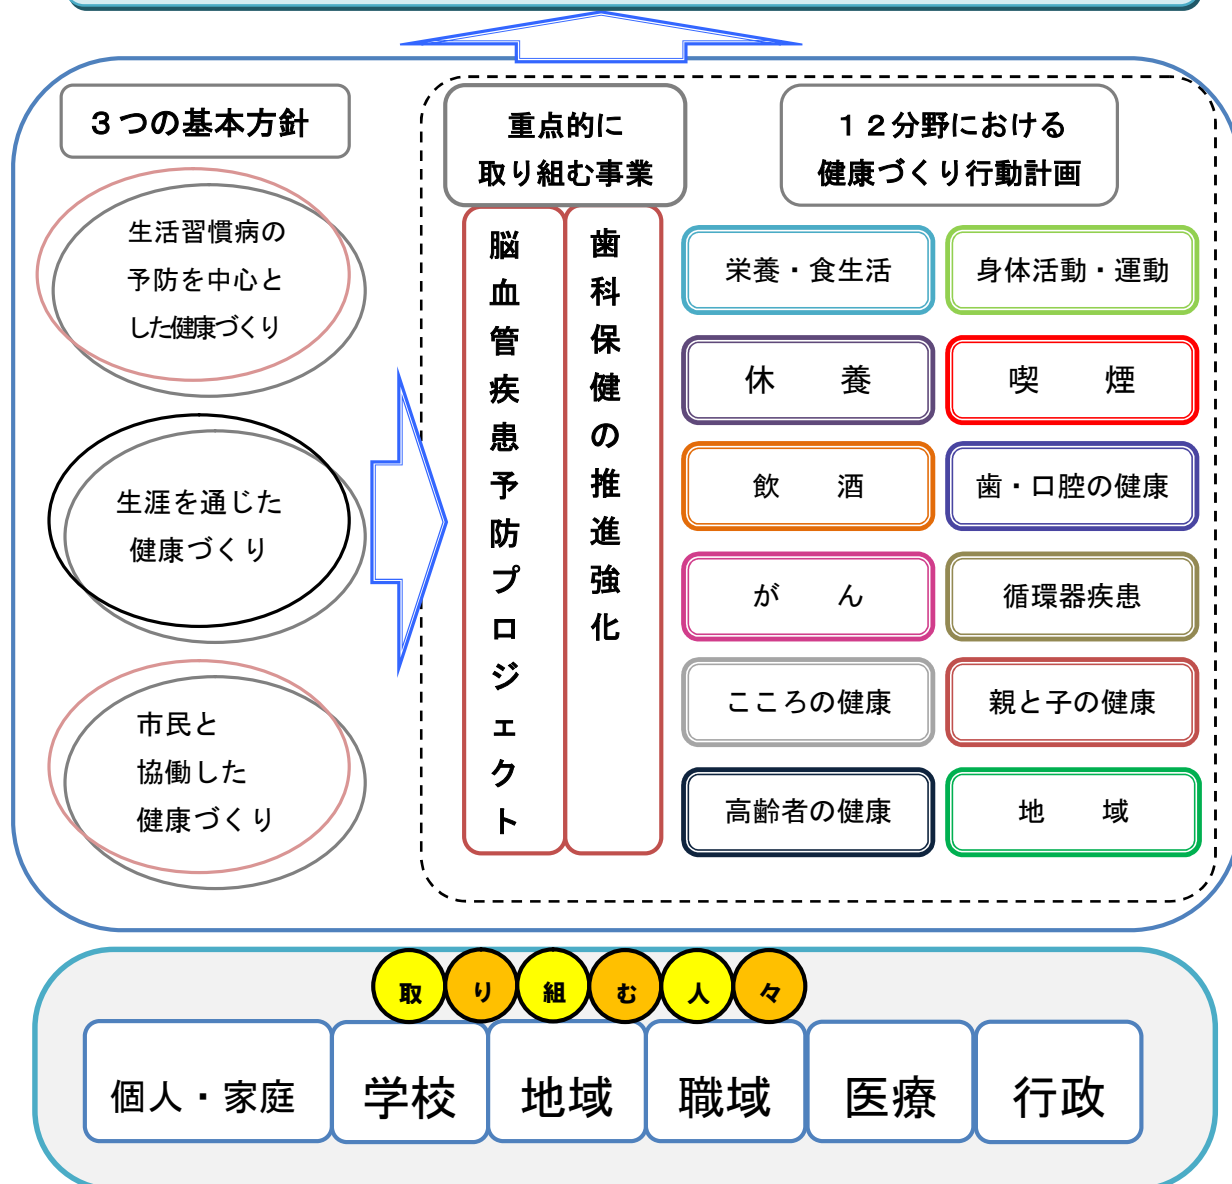 ３つの基本方針
生活習慣病の
予防を中心と
した健康づくり
生涯を通じた
健康づくり
市民と
協働した
健康づくり
重点的に
取り組む事業
脳血管疾患予防プロジェクト
歯科保健の推進強化
１２分野における
健康づくり行動計画
栄養・食生活
身体活動・運動
休　　養
喫　　煙
飲　　酒
歯・口腔の健康
が　　ん
循環器疾患
こころの健康
親と子の健康
高齢者の健康
地　　域
取り組む人々
個人・家庭
学校
地域
職域
医療
行政